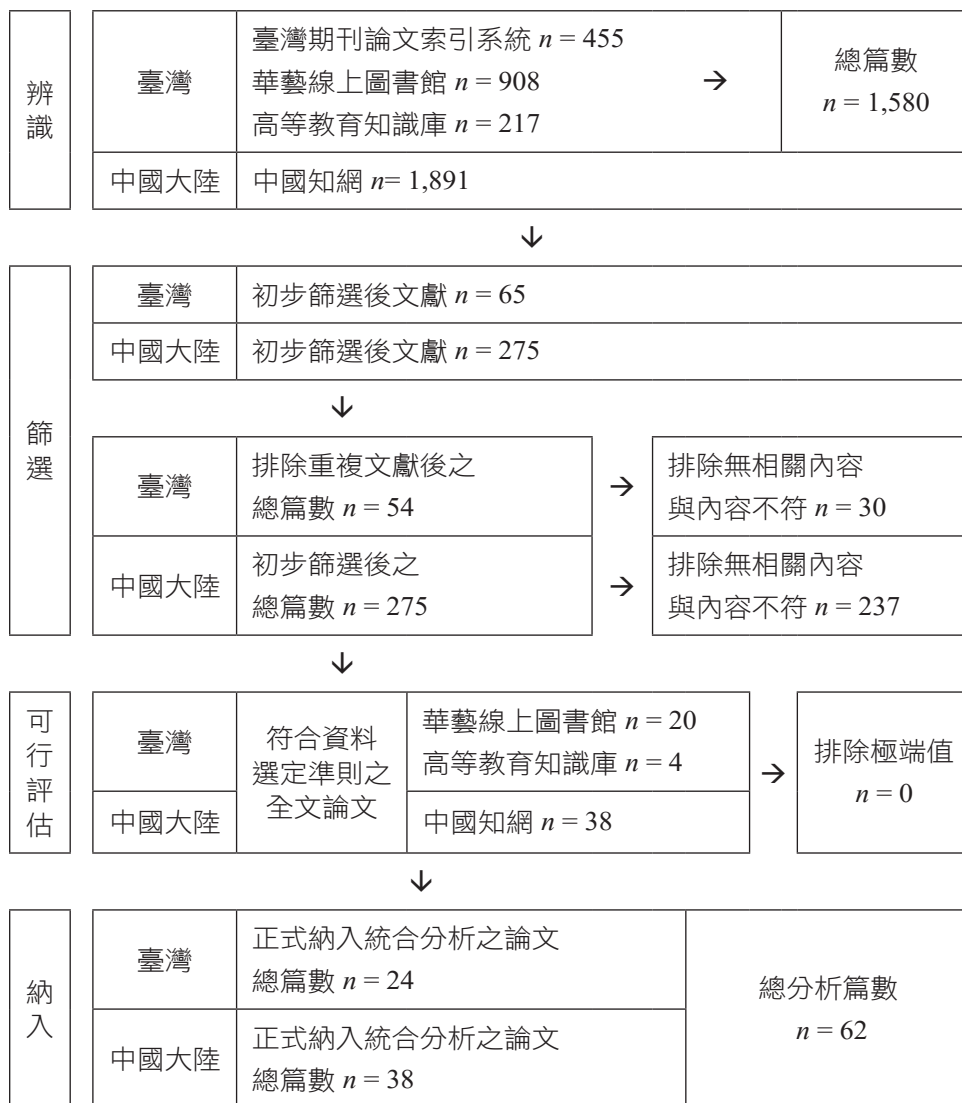 辨識
臺灣
臺灣期刊論文索引系統 n = 455
華藝線上圖書館 n = 908
高等教育知識庫 n = 217
→
總篇數
n = 1,580
中國大陸
中國知網 n= 1,891
↓
篩選
臺灣
初步篩選後文獻 n = 65
中國大陸
初步篩選後文獻 n = 275
↓
臺灣
排除重複文獻後之
總篇數 n = 54
→
排除無相關內容
與內容不符 n = 30
中國大陸
初步篩選後之
總篇數 n = 275
→
排除無相關內容
與內容不符 n = 237
↓
可行評估
臺灣
符合資料
選定準則之
全文論文
華藝線上圖書館 n = 20
高等教育知識庫 n = 4
中國大陸
中國知網 n = 38
→
排除極端值
n = 0
↓
納入
臺灣
正式納入統合分析之論文
總篇數 n = 24
中國大陸
正式納入統合分析之論文
總篇數 n = 38
總分析篇數
n = 62